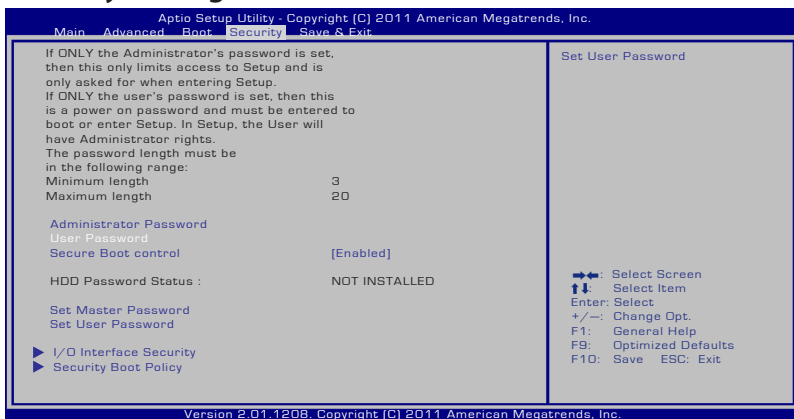 Aptio Setup Utility - Copyright (C) 2011 American Megatrends, Inc.
Main Advanced Boot Security Save & Exit
If ONLY the Administrator's password is set,
then this only limits access to Setup and is
only asked for when entering Setup.
If ONLY the user's password is set, then this
is a power on password and must be entered to
boot or enter Setup. In Setup, the User will
have Administrator rights.
The password length must be
in the following range:
Minimum length 3
Maximum length 20
Administrator Password
User Password
Secure Boot control [Enabled]
HDD Password Status : NOT INSTALLED
Set Master Password
Set User Password
I/O Interface Security
Security Boot Policy
Set User Password
→←: Select Screen
↑↓: Select Item
Enter: Select
+/—: Change Opt.
F1: General Help
F9: Optimized Defaults
F10: Save ESC: Exit
Version 2.01.1208. Copyright (C) 2011 American Megatrends, Inc.